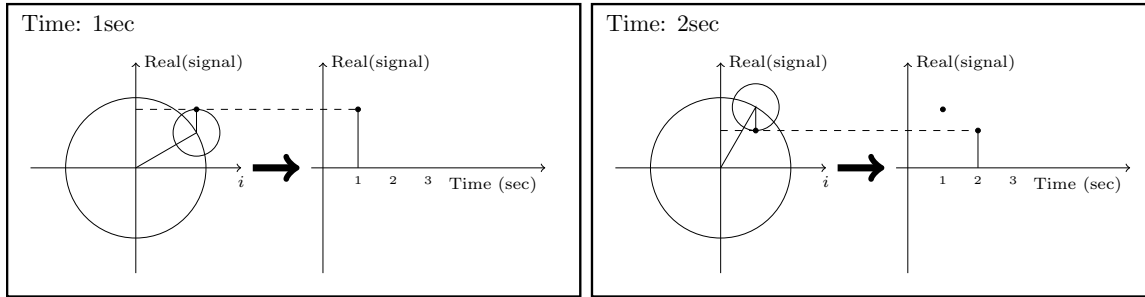 Time: 1sec
Real(signal)
i
Real(signal)
1 2 3
Time (sec)
Time: 2sec
Real(signal)
i
Real(signal)
1 2 3
Time (sec)